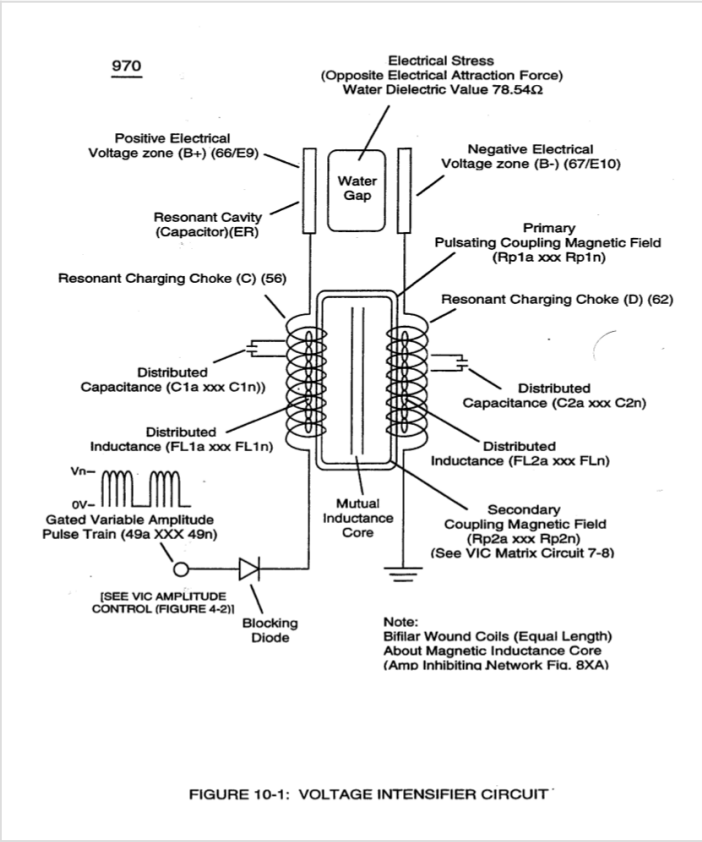 970
Electrical Stress
(Opposite Electrical Attraction Force)
Water Dielectric Value 78.54Ω
Positive Electrical
Voltage zone (B+) (66/E9)
Negative Electrical
Voltage zone (B-) (67/E10)
Water
Gap
Resonant Cavity
(Capacitor)(ER)
Primary
Pulsating Coupling Magnetic Field
(Rp1a xxx Rp1n)
Resonant Charging Choke (C) (56)
Resonant Charging Choke (D) (62)
Distributed
Capacitance (C1a xxx C1n))
Distributed
Capacitance (C2a xxx C2n)
Distributed
Inductance (FL1a xxx FL1n)
Distributed
Inductance (FL2a xxx FLn)
Vn
OV
Gated Variable Amplitude
Pulse Train (49a XXX 49n)
Mutual
Inductance
Core
Secondary
Coupling Magnetic Field
(Rp2a xxx Rp2n)
(See VIC Matrix Circuit 7-8)
[SEE VIC AMPLITUDE
CONTROL (FIGURE 4-2)]
Blocking
Diode
Note:
Bifilar Wound Coils (Equal Length)
About Magnetic Inductance Core
(Amp Inhibiting Network Fig. 8XA)
FIGURE 10-1: VOLTAGE INTENSIFIER CIRCUIT